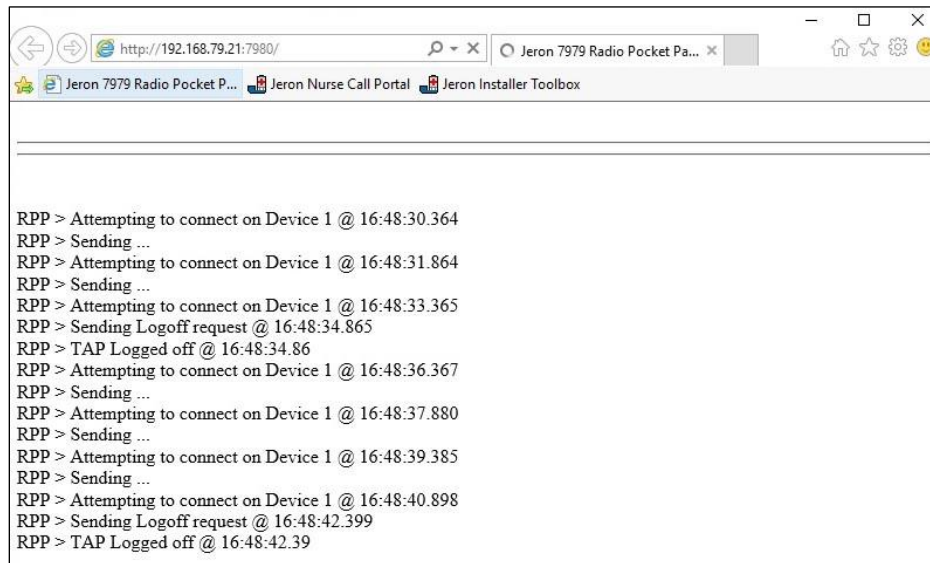 http://192.168.79.21:7980/
Jeron 7979 Radio Pocket Pa...
Jeron 7979 Radio Pocket P...
Jeron Nurse Call Portal
Jeron Installer Toolbox
RPP > Attempting to connect on Device 1 @ 16:48:30.364
RPP > Sending ...
RPP > Attempting to connect on Device 1 @ 16:48:31.864
RPP > Sending ...
RPP > Attempting to connect on Device 1 @ 16:48:33.365
RPP > Sending Logoff request @ 16:48:34.865
RPP > TAP Logged off @ 16:48:34.86
RPP > Attempting to connect on Device 1 @ 16:48:36.367
RPP > Sending ...
RPP > Attempting to connect on Device 1 @ 16:48:37.880
RPP > Sending ...
RPP > Attempting to connect on Device 1 @ 16:48:39.385
RPP > Sending ...
RPP > Attempting to connect on Device 1 @ 16:48:40.898
RPP > Sending Logoff request @ 16:48:42.399
RPP > TAP Logged off @ 16:48:42.39